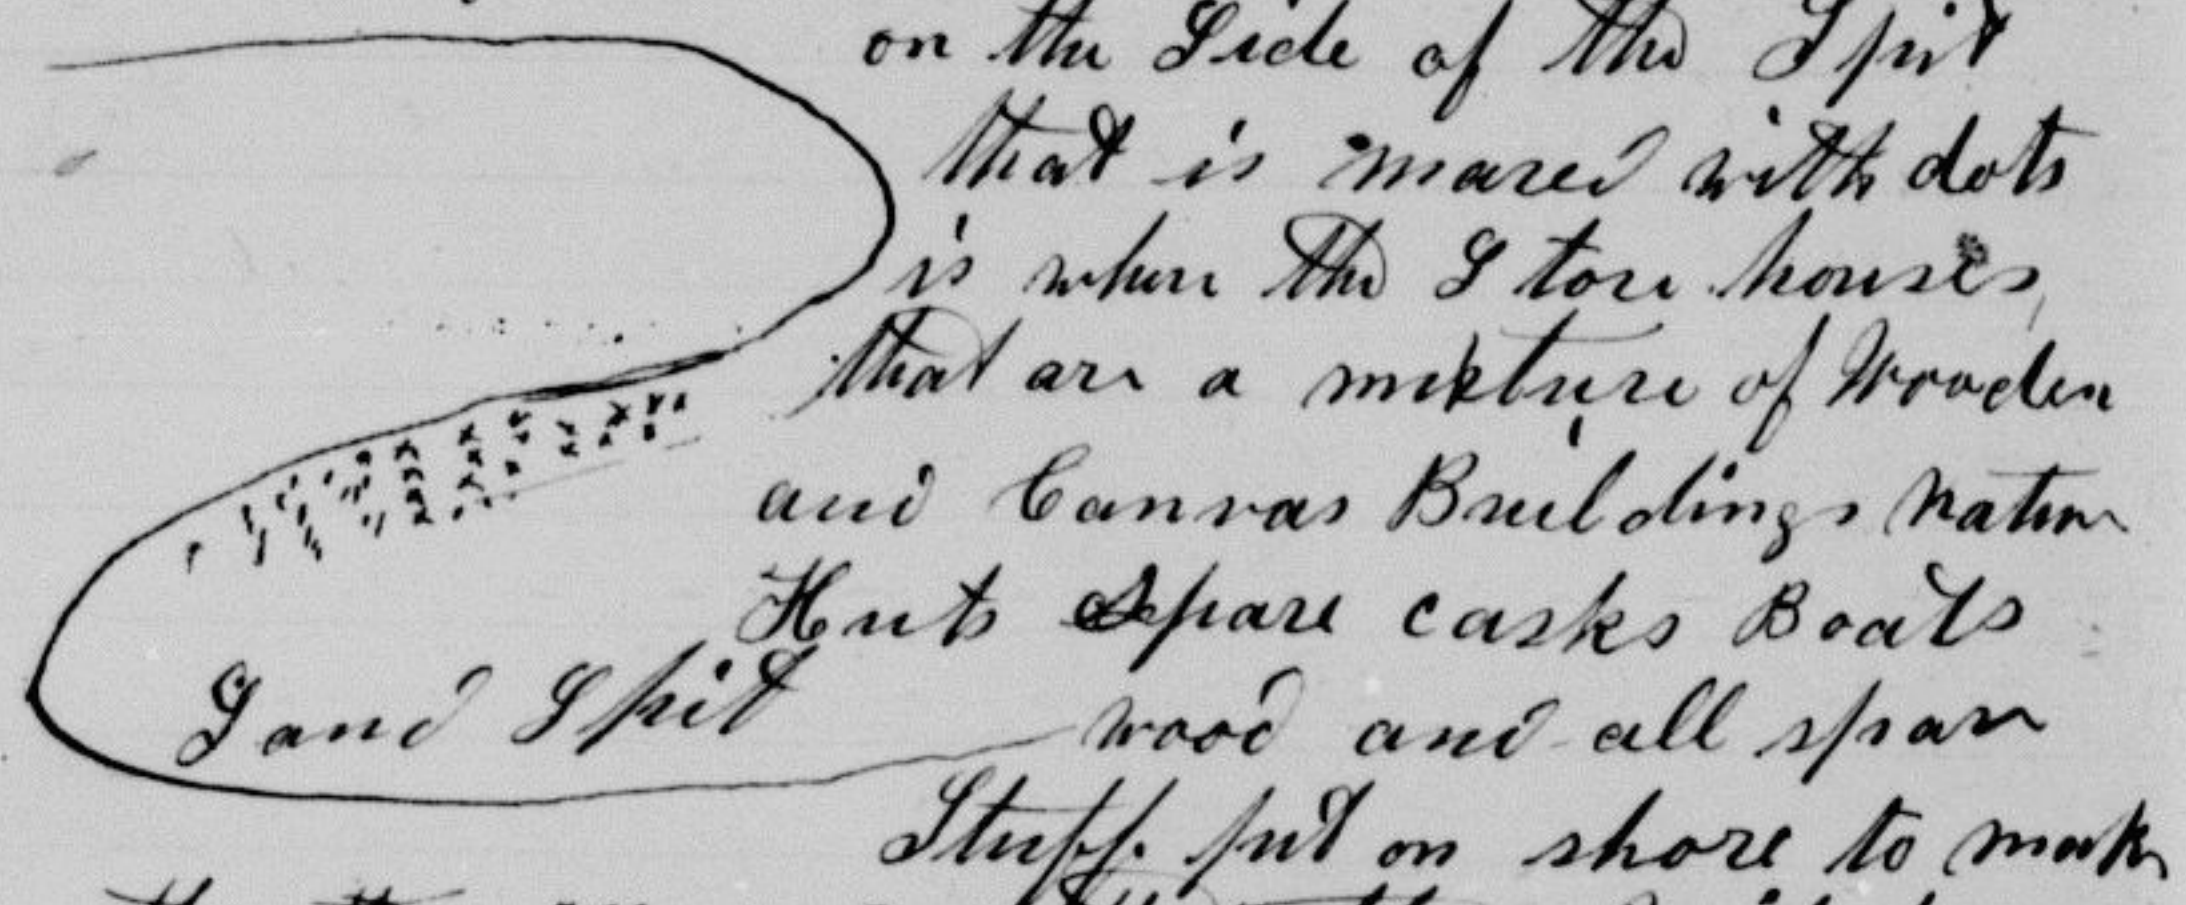 on the Side of the Spit
that is mared with dots
is where the Store houses
that are a mixture of Wooden
and Canvas Buildings native
Huts Spare casks Boats
Sand Spit
wood and all spare
Stuff put on shore to make